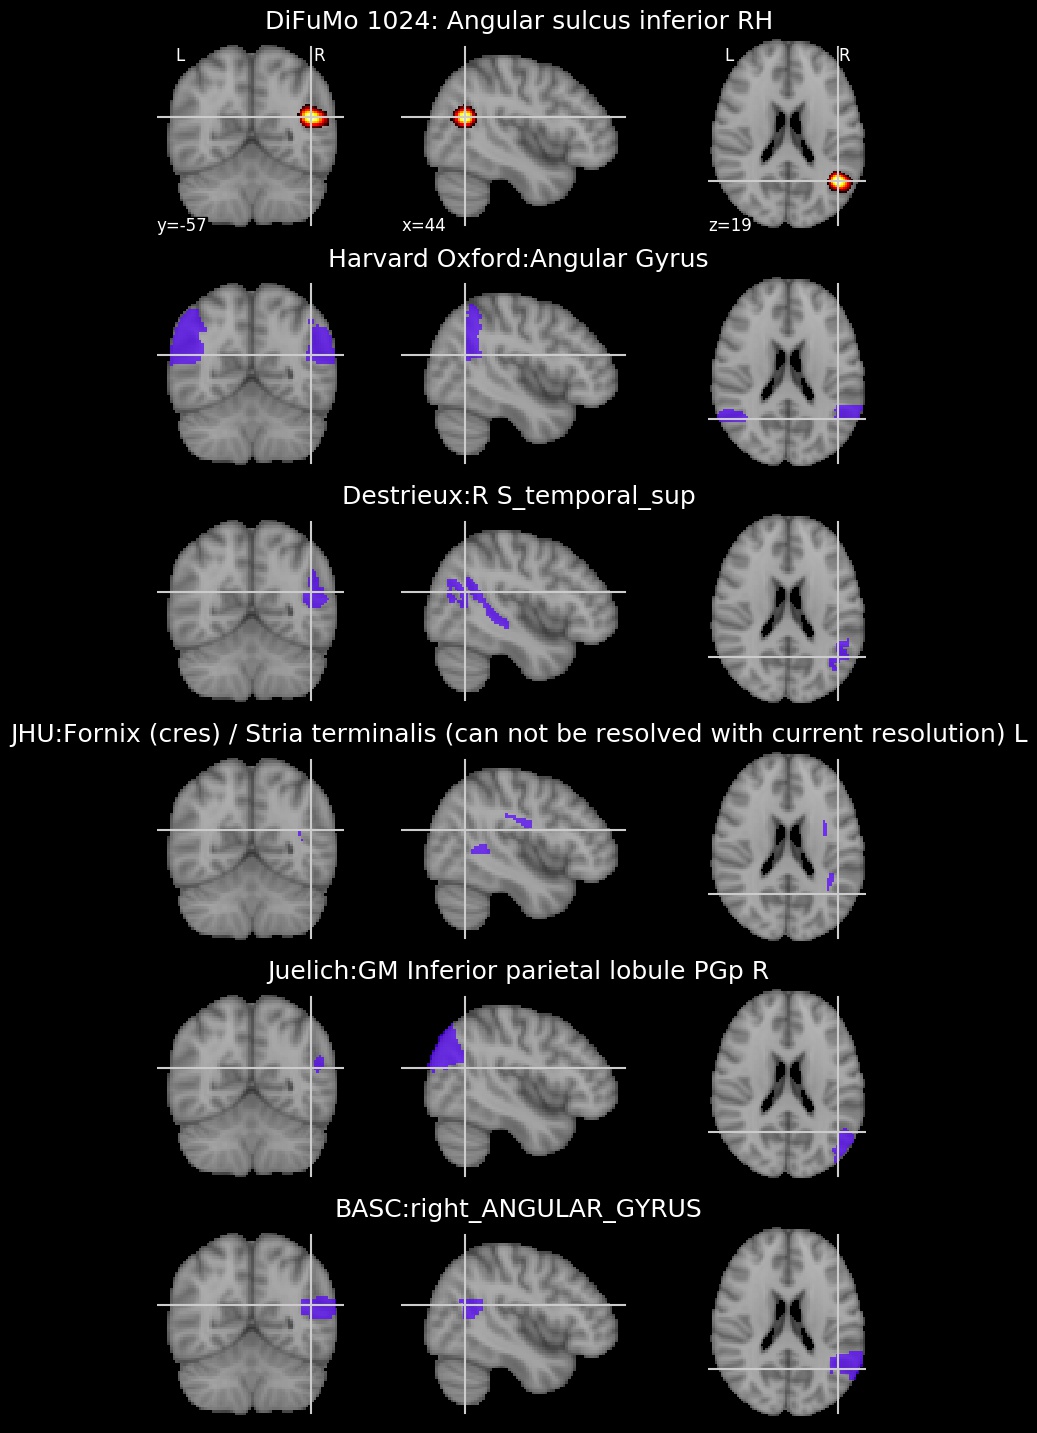 DiFuMo 1024: Angular sulcus inferior RH
L R L R
y=-57 x=44 z=19
Harvard Oxford:Angular Gyrus
Destrieux:R S_temporal_sup
JHU:Fornix (cres) / Stria terminalis (can not be resolved with current resolution) L
Juelich:GM Inferior parietal lobule PGp R
BASC:right_ANGULAR_GYRUS